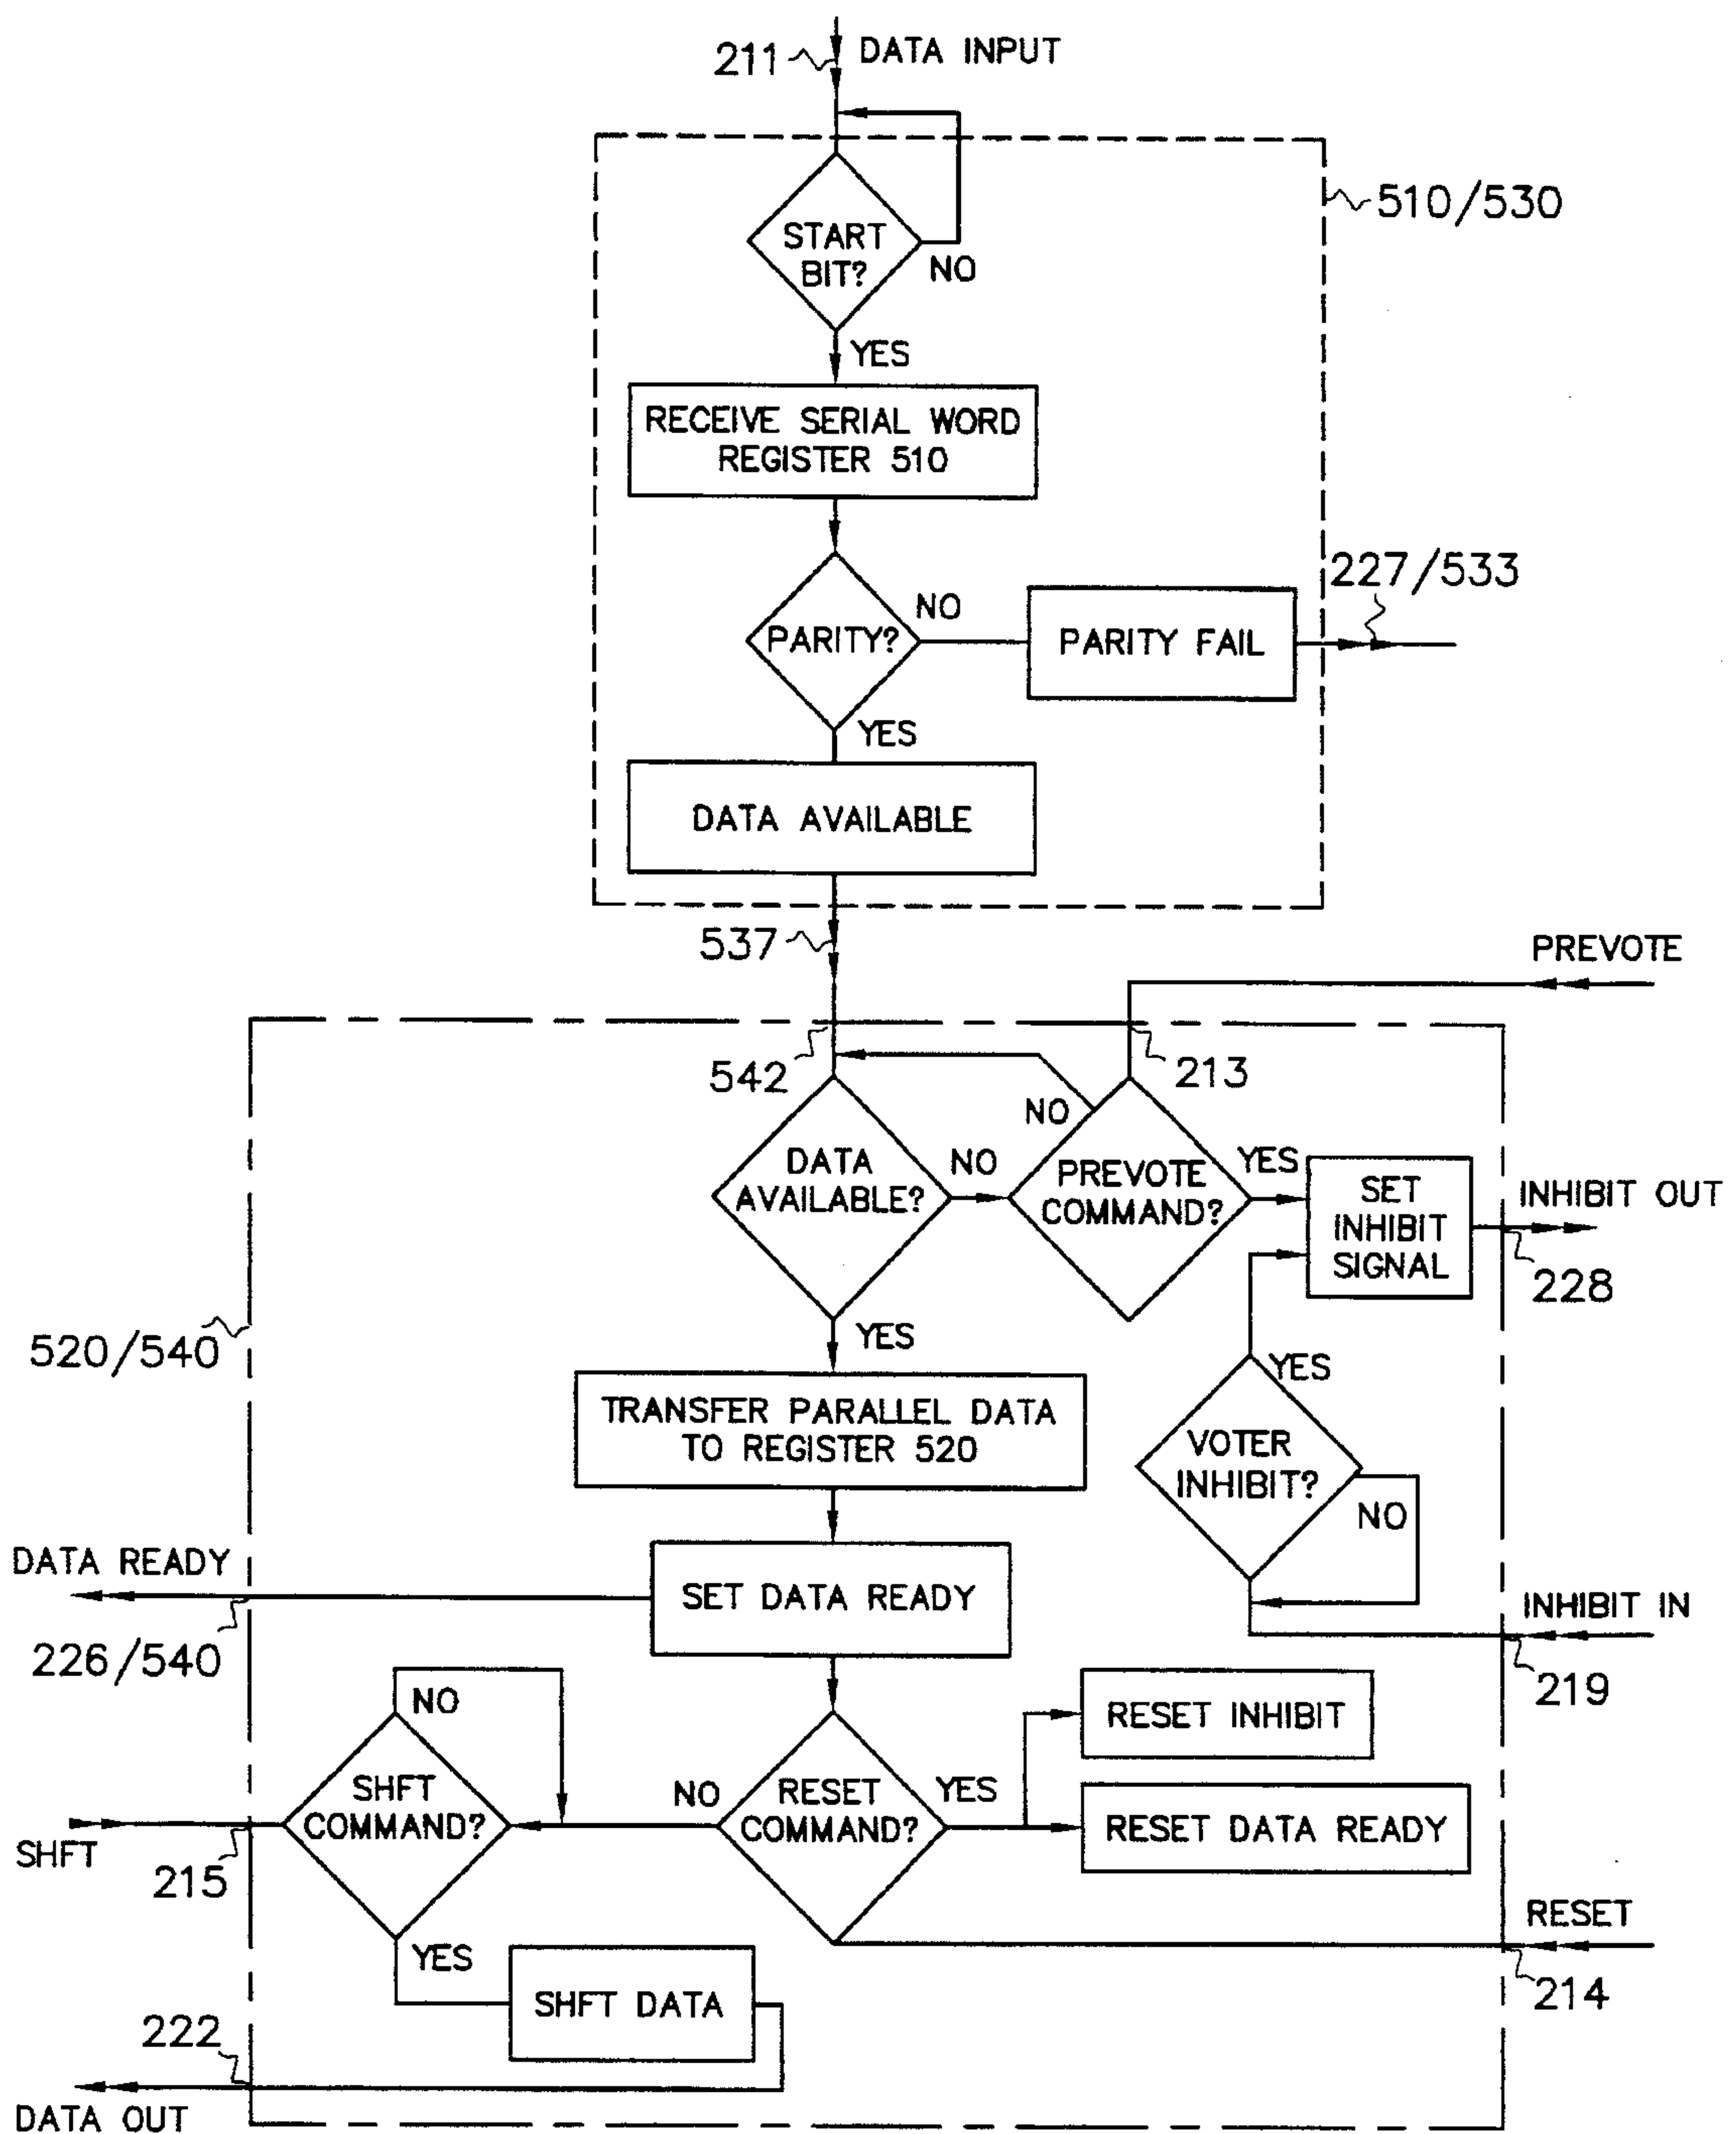 211
DATA INPUT
510/530
START
BIT?
NO
YES
RECEIVE SERIAL WORD
REGISTER 510
227/533
NO
PARITY?
PARITY FAIL
YES
DATA AVAILABLE
537
PREVOTE
542
213
NO
DATA
AVAILABLE?
NO
PREVOTE
COMMAND?
YES
SET
INHIBIT
SIGNAL
INHIBIT OUT
228
520/540
YES
YES
TRANSFER PARALLEL DATA
TO REGISTER 520
VOTER
INHIBIT?
NO
DATA READY
SET DATA READY
INHIBIT IN
226/540
219
NO
RESET INHIBIT
SHFT
COMMAND?
NO
RESET
COMMAND?
YES
RESET DATA READY
SHFT
215
RESET
YES
SHFT DATA
214
222
DATA OUT